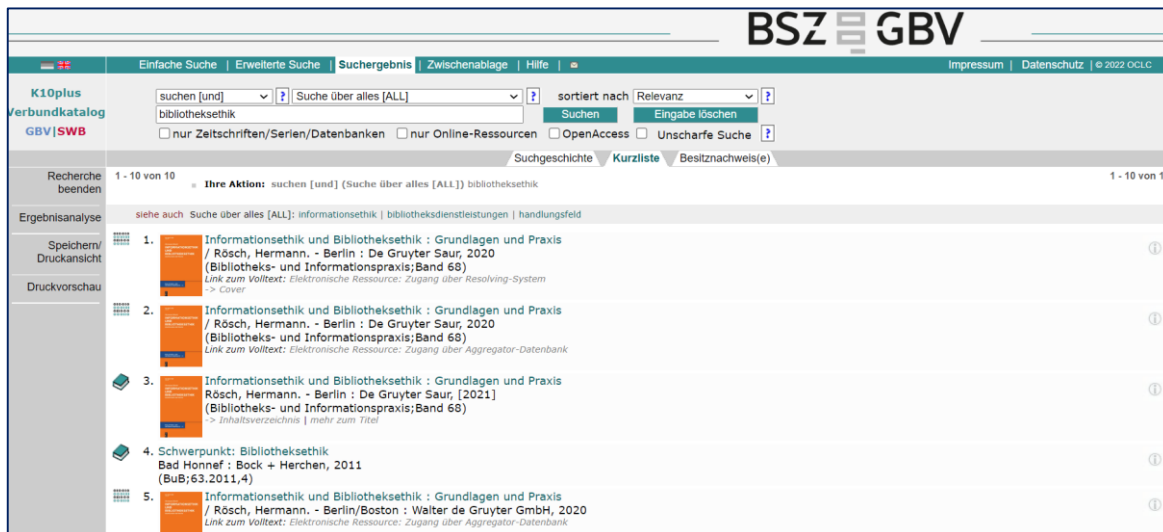 BSZ GBV
Einfache Suche | Erweiterte Suche | Suchergebnis | Zwischenablage | Hilfe |
Impressum | Datenschutz | © 2022 OCLC
K10plus
Verbundkatalog
GBV|SWB
suchen [und] ? Suche über alles [ALL] ? sortiert nach Relevanz ?
bibliotheksethik Suchen Eingabe löschen
nur Zeitschriften/Serien/Datenbanken nur Online-Ressourcen OpenAccess Unscharfe Suche ?
Suchgeschichte Kurzliste Besitznachweis(e)
Recherche
beenden
Ergebnisanalyse
Speichern/
Druckansicht
Druckvorschau
1 - 10 von 10
Ihre Aktion: suchen [und] (Suche über alles [ALL]) bibliotheksethik
1 - 10 von 1
siehe auch Suche über alles [ALL]: informationsethik | bibliotheksdienstleistungen | handlungsfeld
1. Informationsethik und Bibliotheksethik : Grundlagen und Praxis
/ Rösch, Hermann. - Berlin : De Gruyter Saur, 2020
(Bibliotheks- und Informationspraxis;Band 68)
Link zum Volltext: Elektronische Ressource: Zugang über Resolving-System
-> Cover
2. Informationsethik und Bibliotheksethik : Grundlagen und Praxis
/ Rösch, Hermann. - Berlin : De Gruyter Saur, 2020
(Bibliotheks- und Informationspraxis;Band 68)
Link zum Volltext: Elektronische Ressource: Zugang über Aggregator-Datenbank
3. Informationsethik und Bibliotheksethik : Grundlagen und Praxis
Rösch, Hermann. - Berlin : De Gruyter Saur, [2021]
(Bibliotheks- und Informationspraxis;Band 68)
-> Inhaltsverzeichnis | mehr zum Titel
4. Schwerpunkt: Bibliotheksethik
Bad Honnef : Bock + Herchen, 2011
(BuB;63.2011,4)
5. Informationsethik und Bibliotheksethik : Grundlagen und Praxis
/ Rösch, Hermann. - Berlin/Boston : Walter de Gruyter GmbH, 2020
Link zum Volltext: Elektronische Ressource: Zugang über Aggregator-Datenbank